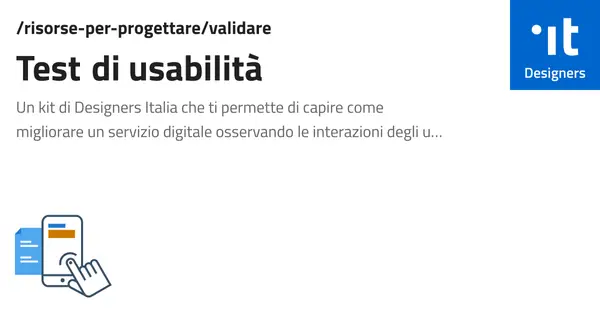 /risorse-per-progettare/validare
Test di usabilità
Un kit di Designers Italia che ti permette di capire come
migliorare un servizio digitale osservando le interazioni degli u…
it
Designers